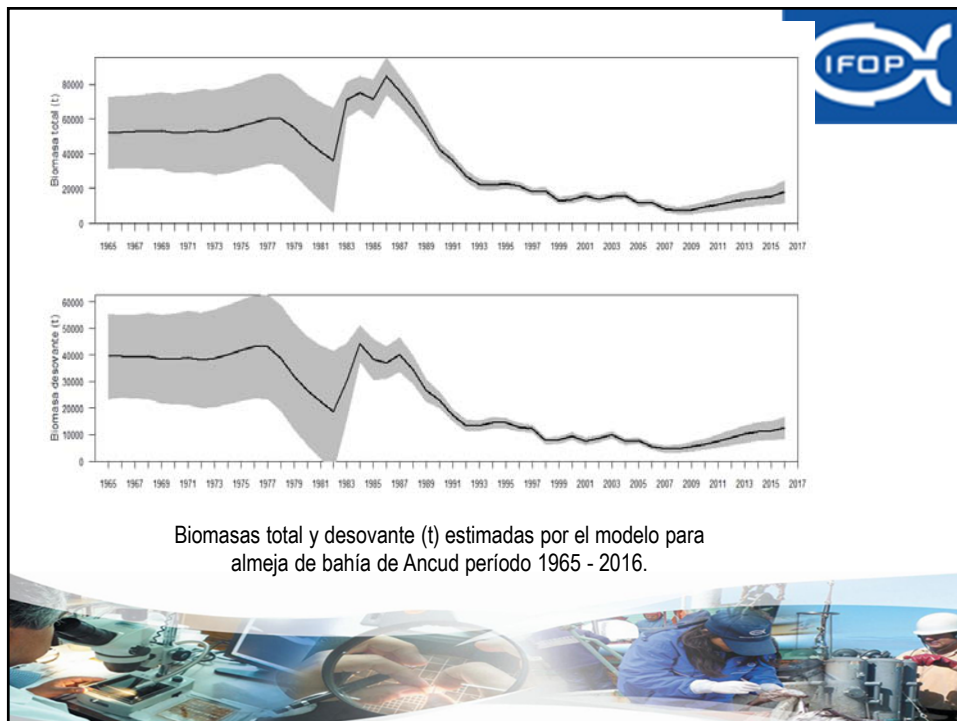 IFOP
Biomasa total (t)
80000
60000
40000
20000
0
1965 1967 1969 1971 1973 1975 1977 1979 1981 1983 1985 1987 1989 1991 1993 1995 1997 1999 2001 2003 2005 2007 2009 2011 2013 2015 2017
Biomasa desovante (t)
60000
50000
40000
30000
20000
10000
0
1965 1967 1969 1971 1973 1975 1977 1979 1981 1983 1985 1987 1989 1991 1993 1995 1997 1999 2001 2003 2005 2007 2009 2011 2013 2015 2017
Biomasas total y desovante (t) estimadas por el modelo para
almeja de bahía de Ancud período 1965 - 2016.